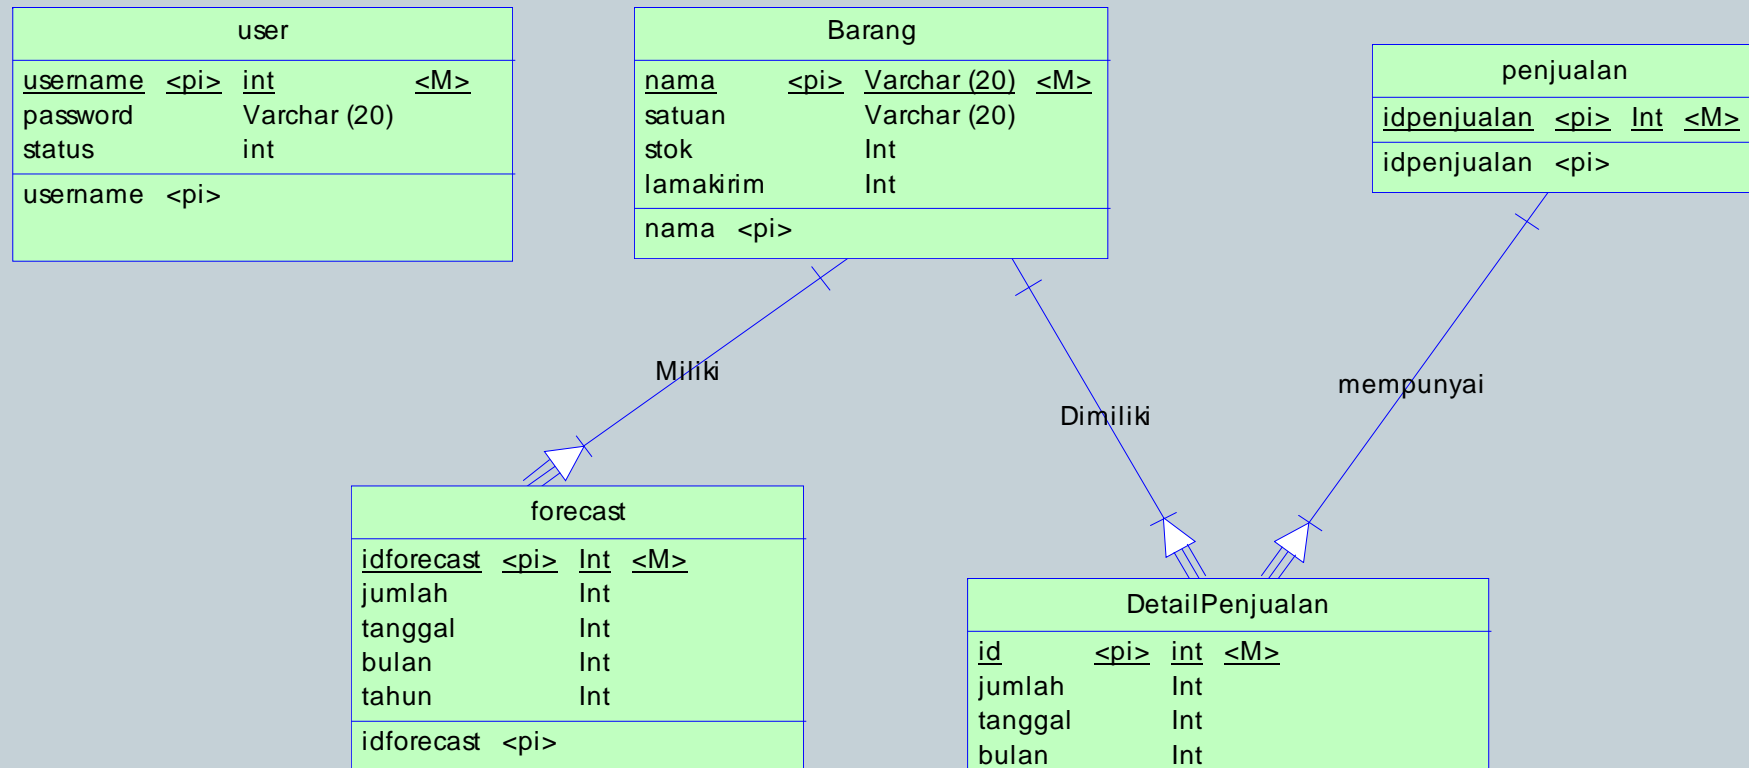 user
username <pi> int <M>
password Varchar (20)
status int
username <pi>
Barang
nama <pi> Varchar (20) <M>
satuan Varchar (20)
stok Int
lamakirim Int
nama <pi>
penjualan
idpenjualan <pi> Int <M>
idpenjualan <pi>
Miliki
Dimiliki
mempunyai
forecast
idforecast <pi> Int <M>
jumlah Int
tanggal Int
bulan Int
tahun Int
idforecast <pi>
DetailPenjualan
id <pi> int <M>
jumlah Int
tanggal Int
bulan Int